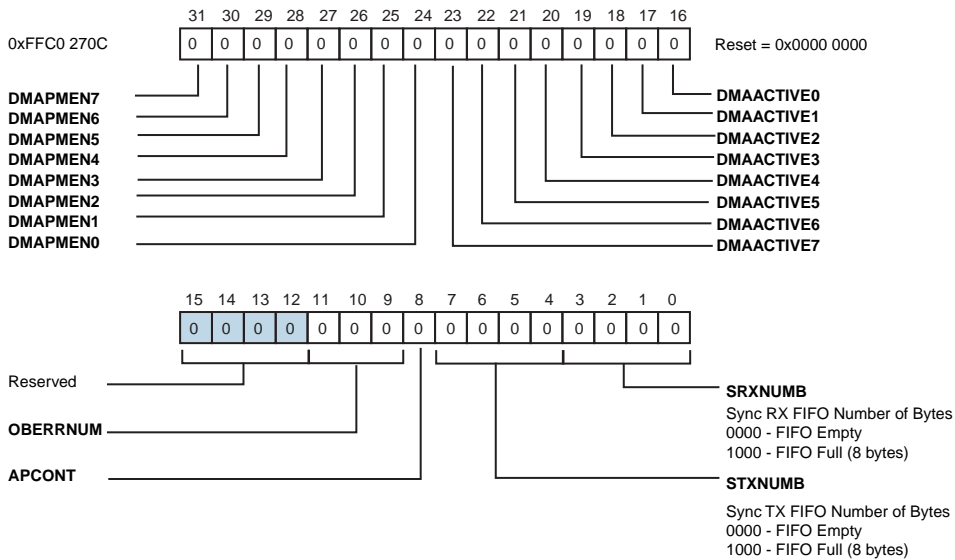 31 30 29 28 27 26 25 24 23 22 21 20 19 18 17 16
0xFFC0 270C 0 0 0 0 0 0 0 0 0 0 0 0 0 0 0 0 Reset = 0x0000 0000
DMAPMEN7 DMAACTIVE0
DMAPMEN6 DMAACTIVE1
DMAPMEN5 DMAACTIVE2
DMAPMEN4 DMAACTIVE3
DMAPMEN3 DMAACTIVE4
DMAPMEN2 DMAACTIVE5
DMAPMEN1 DMAACTIVE6
DMAPMEN0 DMAACTIVE7
15 14 13 12 11 10 9 8 7 6 5 4 3 2 1 0
0 0 0 0 0 0 0 0 0 0 0 0 0 0 0 0
Reserved
OBERRNUM
APCONT
SRXNUMB
Sync RX FIFO Number of Bytes
0000 - FIFO Empty
1000 - FIFO Full (8 bytes)
STXNUMB
Sync TX FIFO Number of Bytes
0000 - FIFO Empty
1000 - FIFO Full (8 bytes)